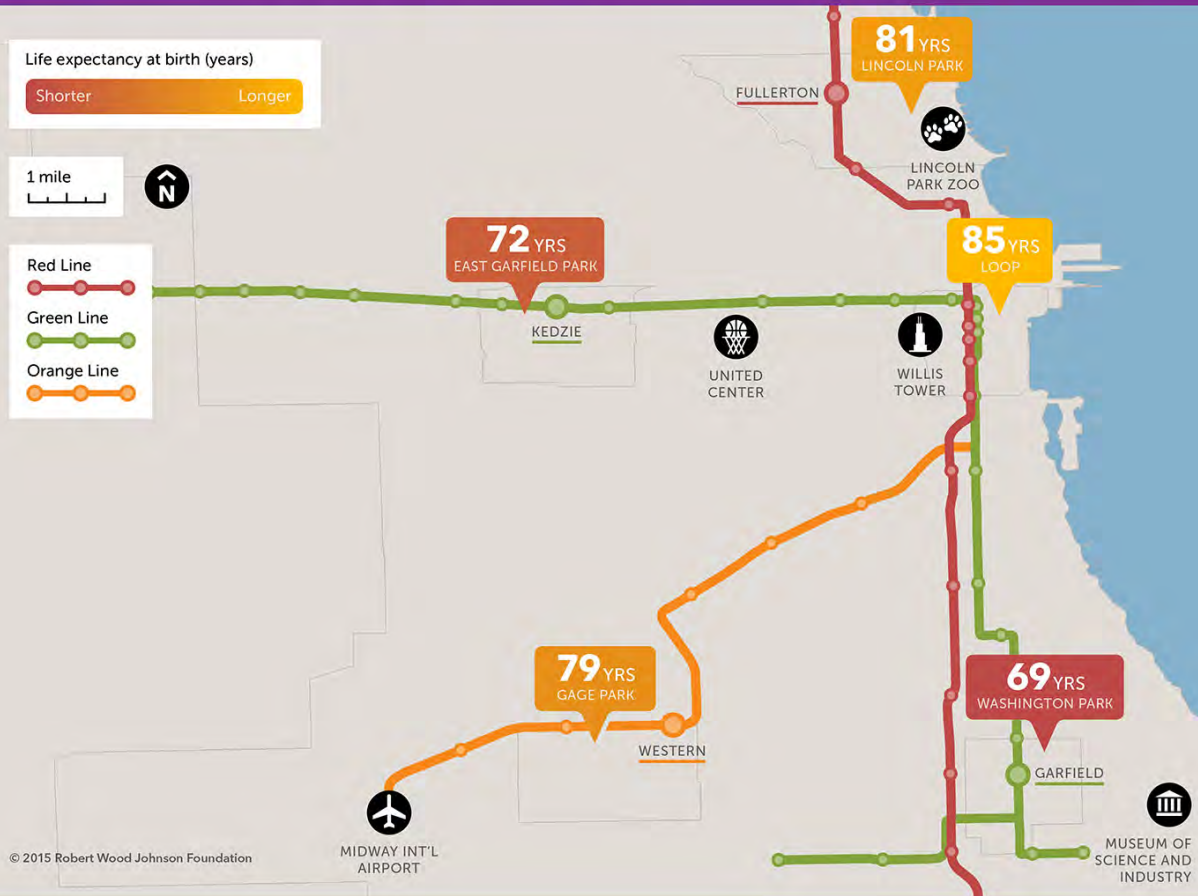 Life expectancy at birth (years)
Shorter Longer
1 mile
N
Red Line
Green Line
Orange Line
81 YRS
LINCOLN PARK
FULLERTON
LINCOLN
PARK ZOO
72 YRS
EAST GARFIELD PARK
KEDZIE
85 YRS
LOOP
UNITED
CENTER
WILLIS
TOWER
79 YRS
GAGE PARK
WESTERN
69 YRS
WASHINGTON PARK
GARFIELD
MIDWAY INT'L
AIRPORT
MUSEUM OF
SCIENCE AND
INDUSTRY
© 2015 Robert Wood Johnson Foundation